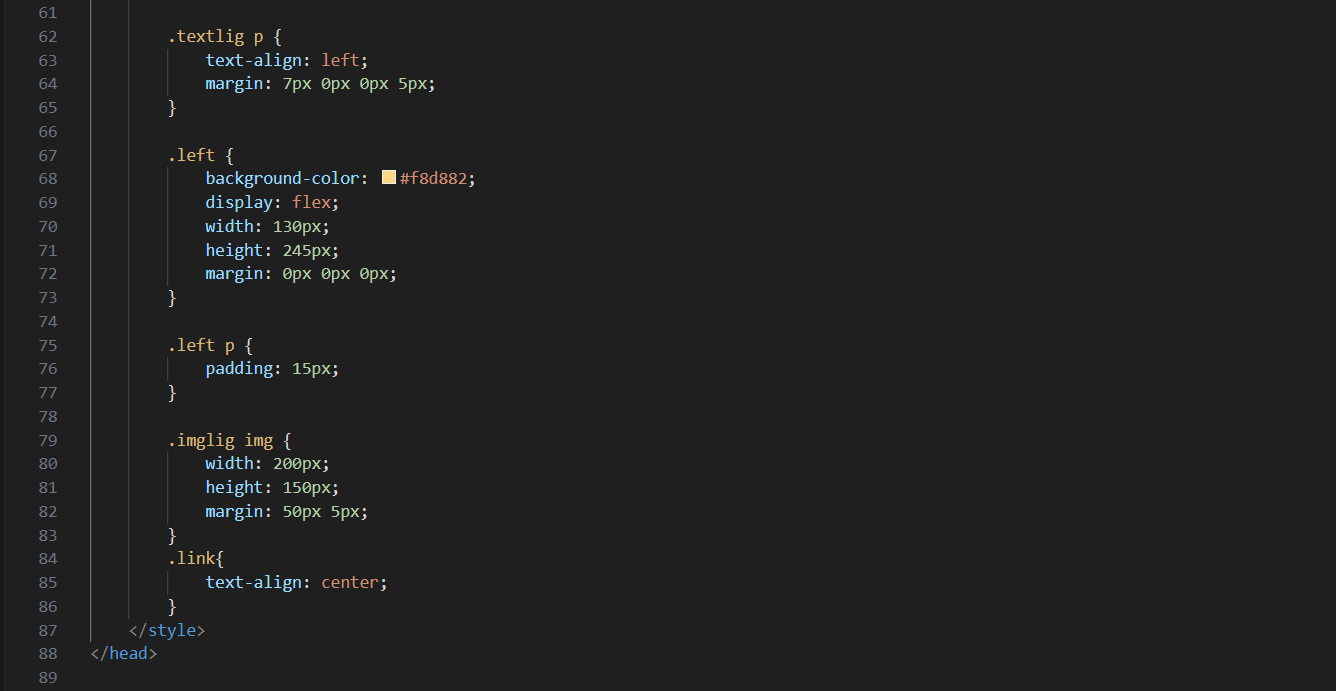 61
62 .textlig p {
63 text-align: left;
64 margin: 7px 0px 0px 5px;
65 }
66
67 .left {
68 background-color: #f8d882;
69 display: flex;
70 width: 130px;
71 height: 245px;
72 margin: 0px 0px 0px;
73 }
74
75 .left p {
76 padding: 15px;
77 }
78
79 .imglig img {
80 width: 200px;
81 height: 150px;
82 margin: 50px 5px;
83 }
84 .link{
85 text-align: center;
86 }
87 </style>
88 </head>
89